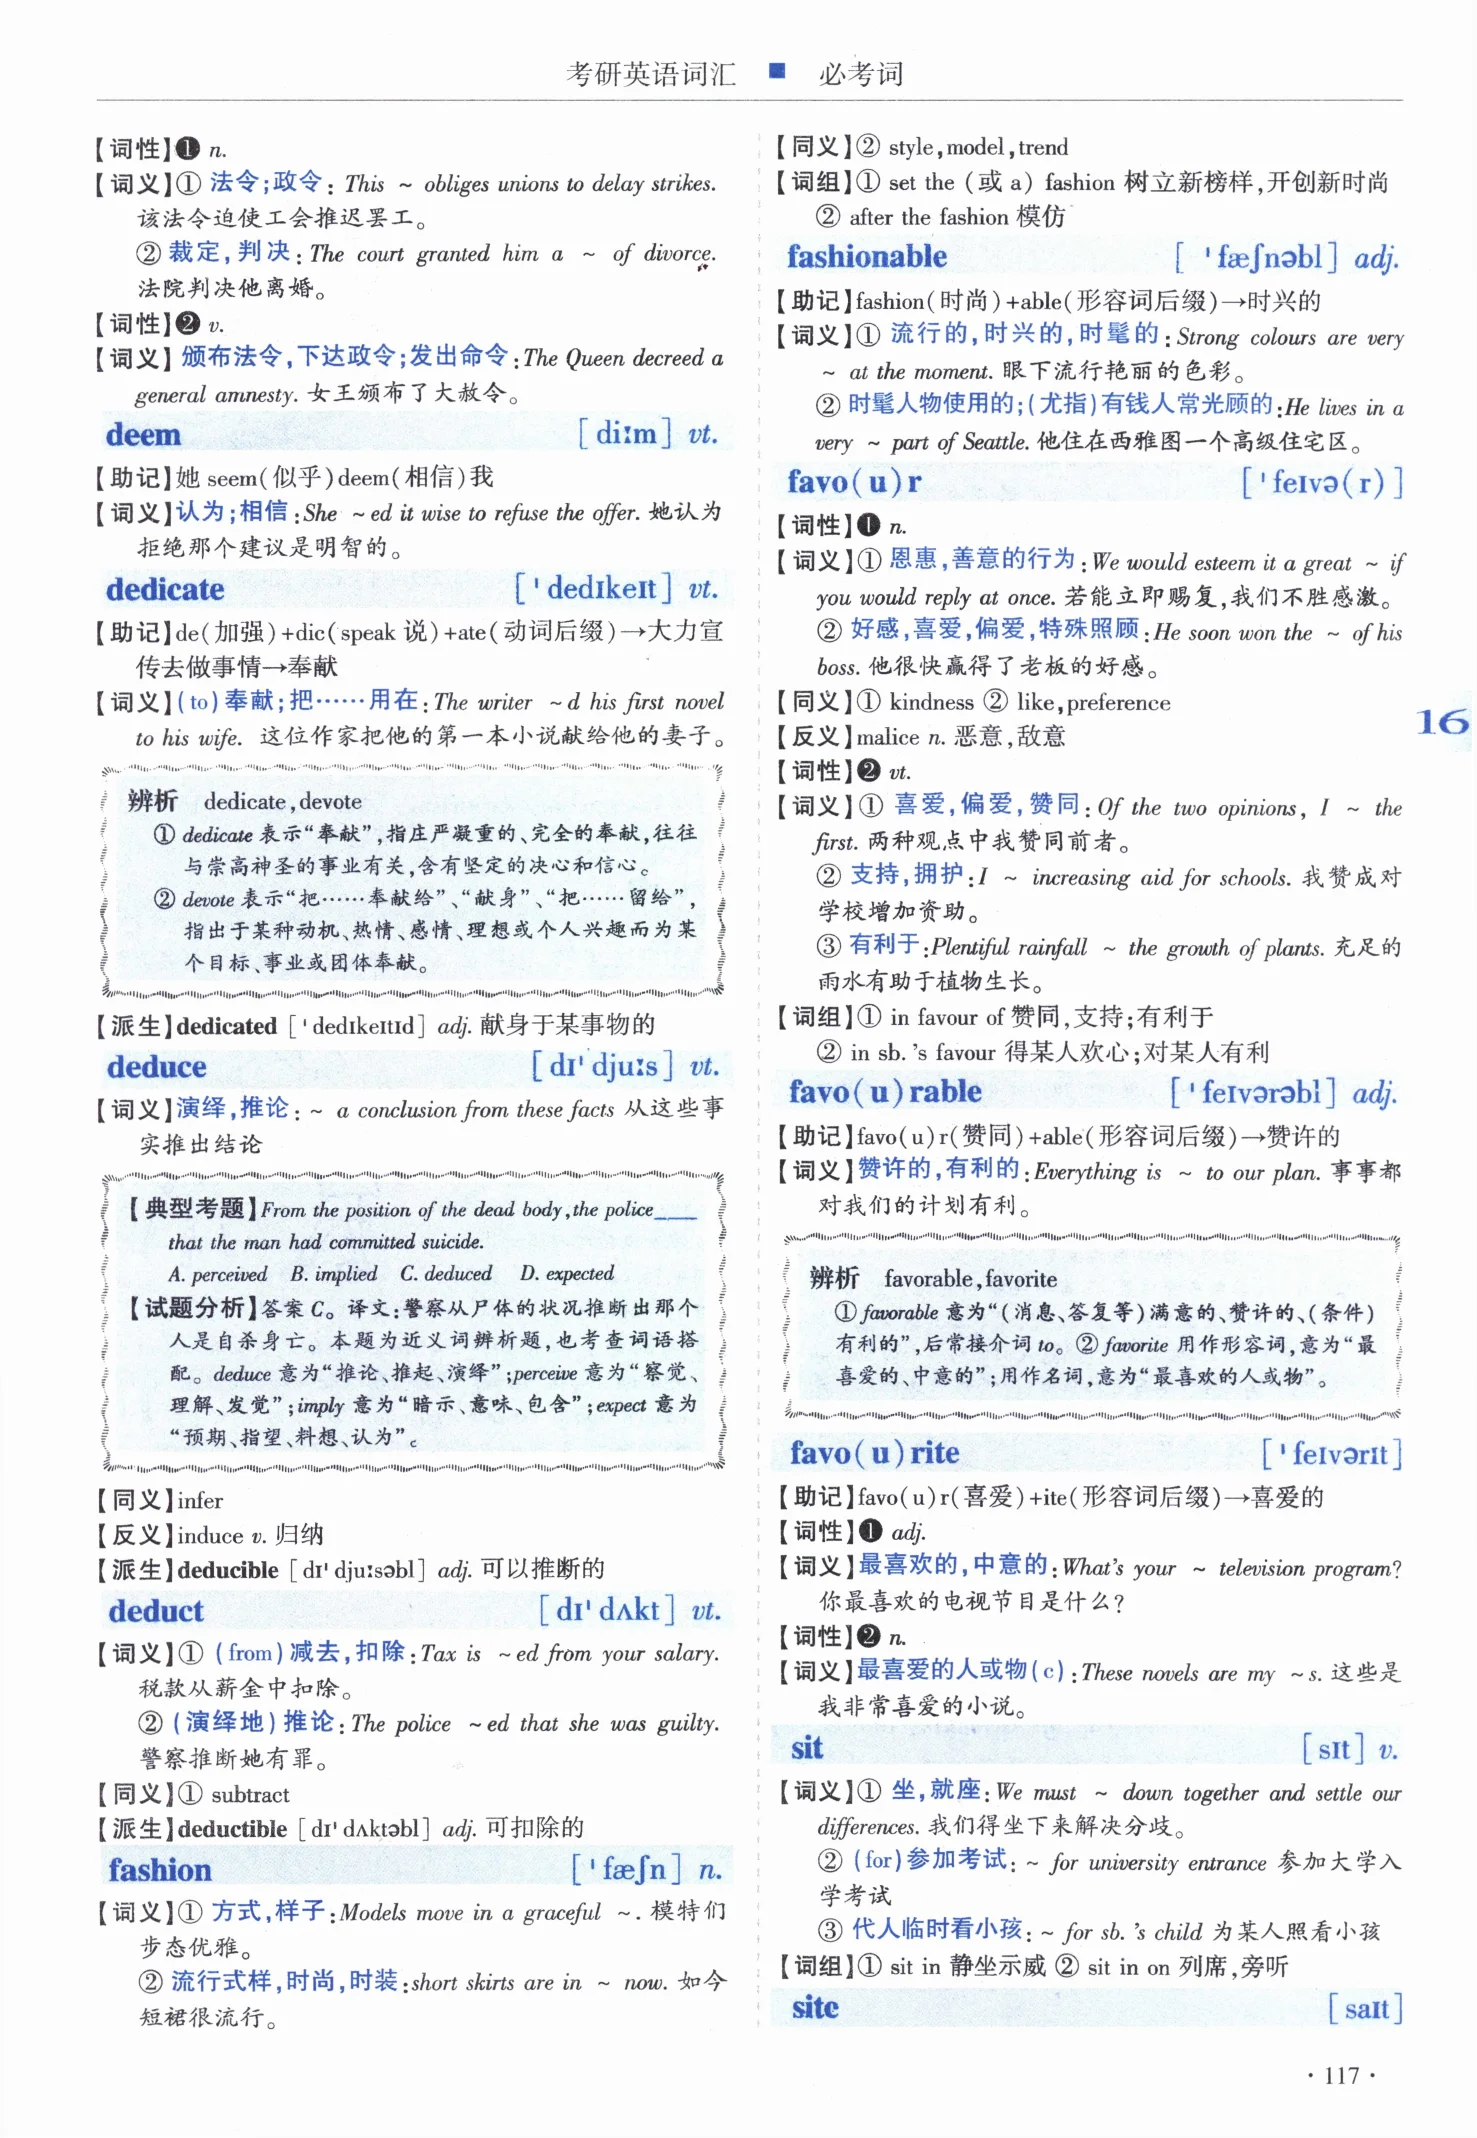 考研英语词汇 ■ 必考词
【词性】❶ n.
【词义】① 法令;政令: This ~ obliges unions to delay strikes.
该法令迫使工会推迟罢工。
② 裁定,判决: The court granted him a ~ of divorce.
法院判决他离婚。
【词性】❷ v.
【词义】颁布法令,下达政令;发出命令:The Queen decreed a
general amnesty. 女王颁布了大赦令。
deem [di:m] vt.
【助记】她 seem(似乎)deem(相信)我
【词义】认为;相信:She ~ed it wise to refuse the offer. 她认为
拒绝那个建议是明智的。
dedicate [ˈdedɪkeɪt] vt.
【助记】de(加强)+dic(speak 说)+ate(动词后缀)→大力宣
传去做事情→奉献
【词义】(to)奉献;把……用在:The writer ~d his first novel
to his wife. 这位作家把他的第一本小说献给他的妻子。
辨析 dedicate,devote
① dedicate 表示“奉献”,指庄严凝重的、完全的奉献,往往
与崇高神圣的事业有关,含有坚定的决心和信心。
② devote 表示“把……奉献给”、“献身”、“把……留给”,
指出于某种动机、热情、感情、理想或个人兴趣而为某
个目标、事业或团体奉献。
【派生】dedicated [ˈdedɪkeɪtɪd] adj. 献身于某事物的
deduce [dɪˈdju:s] vt.
【词义】演绎,推论: ~ a conclusion from these facts 从这些事
实推出结论
【典型考题】From the position of the dead body,the police____
that the man had committed suicide.
A. perceived B. implied C. deduced D. expected
【试题分析】答案 C。译文:警察从尸体的状况推断出那个
人是自杀身亡。本题为近义词辨析题,也考查词语搭
配。deduce 意为“推论、推起、演绎”;perceive 意为“察觉、
理解、发觉”;imply 意为“暗示、意味、包含”;expect 意为
“预期、指望、料想、认为”。
【同义】infer
【反义】induce v. 归纳
【派生】deducible [dɪˈdju:səbl] adj. 可以推断的
deduct [dɪˈdʌkt] vt.
【词义】① (from)减去,扣除:Tax is ~ed from your salary.
税款从薪金中扣除。
② (演绎地)推论: The police ~ed that she was guilty.
警察推断她有罪。
【同义】① subtract
【派生】deductible [dɪˈdʌktəbl] adj. 可扣除的
fashion [ˈfæʃn] n.
【词义】① 方式,样子:Models move in a graceful ~. 模特们
步态优雅。
② 流行式样,时尚,时装:short skirts are in ~ now. 如今
短裙很流行。
【同义】② style,model,trend
【词组】① set the (或 a) fashion 树立新榜样,开创新时尚
② after the fashion 模仿
fashionable [ˈfæʃnəbl] adj.
【助记】fashion(时尚)+able(形容词后缀)→时兴的
【词义】① 流行的,时兴的,时髦的:Strong colours are very
~ at the moment. 眼下流行艳丽的色彩。
② 时髦人物使用的;(尤指)有钱人常光顾的:He lives in a
very ~ part of Seattle. 他住在西雅图一个高级住宅区。
favo(u)r [ˈfeɪvə(r)]
【词性】❶ n.
【词义】① 恩惠,善意的行为:We would esteem it a great ~ if
you would reply at once. 若能立即赐复,我们不胜感激。
② 好感,喜爱,偏爱,特殊照顾:He soon won the ~ of his
boss. 他很快赢得了老板的好感。
【同义】① kindness ② like,preference
【反义】malice n. 恶意,敌意
【词性】❷ vt.
【词义】① 喜爱,偏爱,赞同: Of the two opinions, I ~ the
first. 两种观点中我赞同前者。
② 支持,拥护:I ~ increasing aid for schools. 我赞成对
学校增加资助。
③ 有利于:Plentiful rainfall ~ the growth of plants. 充足的
雨水有助于植物生长。
【词组】① in favour of 赞同,支持;有利于
② in sb. 's favour 得某人欢心;对某人有利
favo(u)rable [ˈfeɪvərəbl] adj.
【助记】favo(u)r(赞同)+able(形容词后缀)→赞许的
【词义】赞许的,有利的:Everything is ~ to our plan. 事事都
对我们的计划有利。
辨析 favorable,favorite
①favorable 意为“(消息、答复等)满意的、赞许的、(条件)
有利的”,后常接介词 to。②favorite 用作形容词,意为“最
喜爱的、中意的”;用作名词,意为“最喜欢的人或物”。
favo(u)rite [ˈfeɪvərɪt]
【助记】favo(u)r(喜爱)+ite(形容词后缀)→喜爱的
【词性】❶ adj.
【词义】最喜欢的,中意的:What's your ~ television program?
你最喜欢的电视节目是什么?
【词性】❷ n.
【词义】最喜爱的人或物(c):These novels are my ~s. 这些是
我非常喜爱的小说。
sit [sɪt] v.
【词义】① 坐,就座:We must ~ down together and settle our
differences. 我们得坐下来解决分歧。
② (for)参加考试: ~ for university entrance 参加大学入
学考试
③ 代人临时看小孩: ~ for sb. 's child 为某人照看小孩
【词组】① sit in 静坐示威 ② sit in on 列席,旁听
site [saɪt]
16
· 117 ·